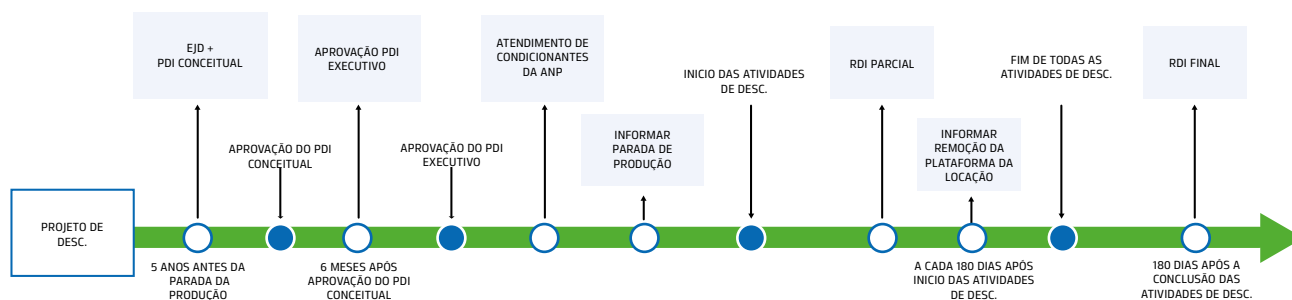 EJD +
PDI CONCEITUAL
APROVAÇÃO PDI
EXECUTIVO
ATENDIMENTO DE
CONDICIONANTES
DA ANP
INICIO DAS ATIVIDADES
DE DESC.
RDI PARCIAL
FIM DE TODAS AS
ATIVIDADES DE DESC.
RDI FINAL
APROVAÇÃO DO PDI
CONCEITUAL
APROVAÇÃO DO PDI
EXECUTIVO
INFORMAR
PARADA DE
PRODUÇÃO
INFORMAR
REMOÇÃO DA
PLATAFORMA DA
LOCAÇÃO
PROJETO DE
DESC.
5 ANOS ANTES DA
PARADA DA
PRODUÇÃO
6 MESES APÓS
APROVAÇÃO DO PDI
CONCEITUAL
A CADA 180 DIAS APÓS
INICIO DAS ATIVIDADES
DE DESC.
180 DIAS APÓS A
CONCLUSÃO DAS
ATIVIDADES DE DESC.